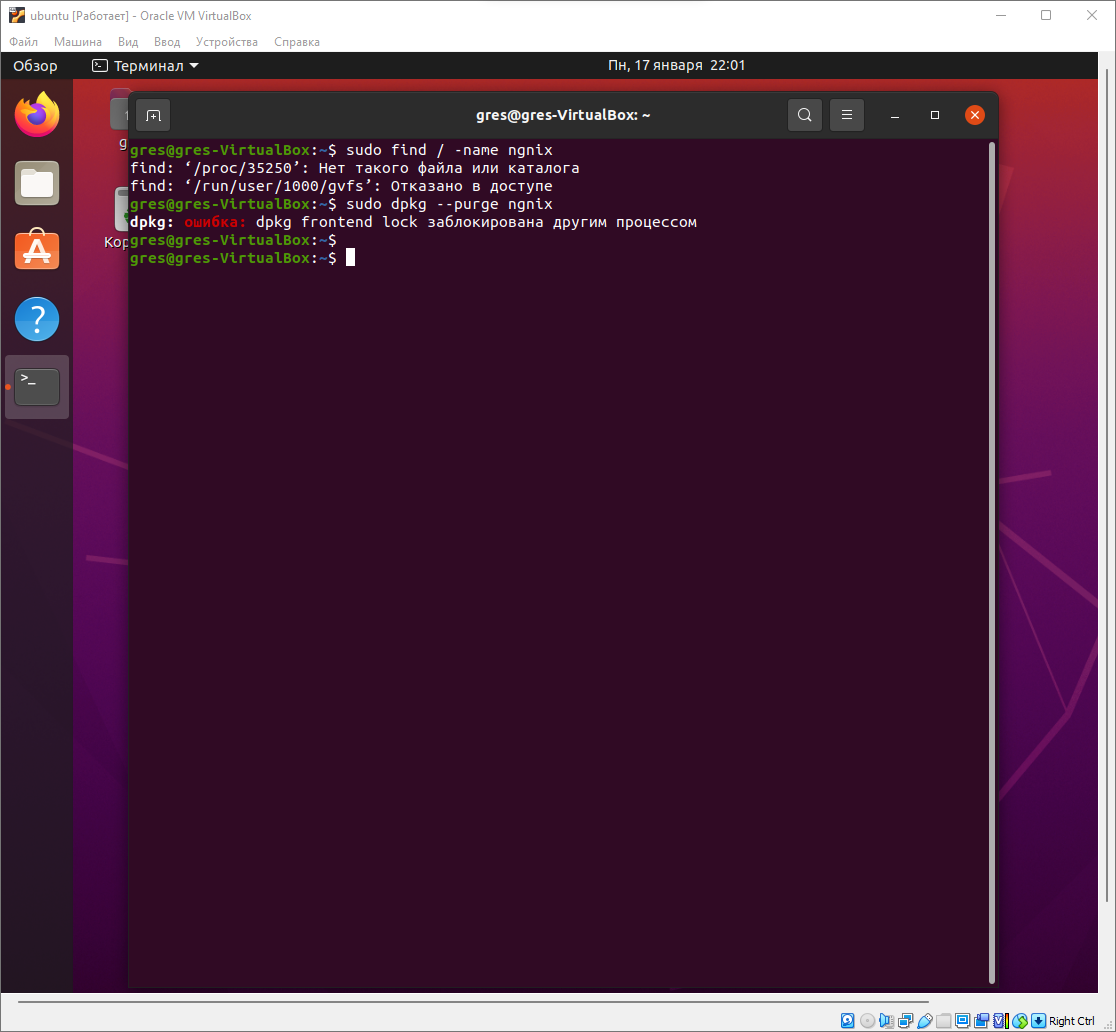 ubuntu [Работает] - Oracle VM VirtualBox
Файл Машина Вид Ввод Устройства Справка
Обзор Терминал Пн, 17 января 22:01
gres@gres-VirtualBox: ~
gres@gres-VirtualBox:~$ sudo find / -name ngnix
find: ‘/proc/35250’: Нет такого файла или каталога
find: ‘/run/user/1000/gvfs’: Отказано в доступе
gres@gres-VirtualBox:~$ sudo dpkg --purge ngnix
dpkg: ошибка: dpkg frontend lock заблокирована другим процессом
gres@gres-VirtualBox:~$
gres@gres-VirtualBox:~$
g
Кор
Right Ctrl